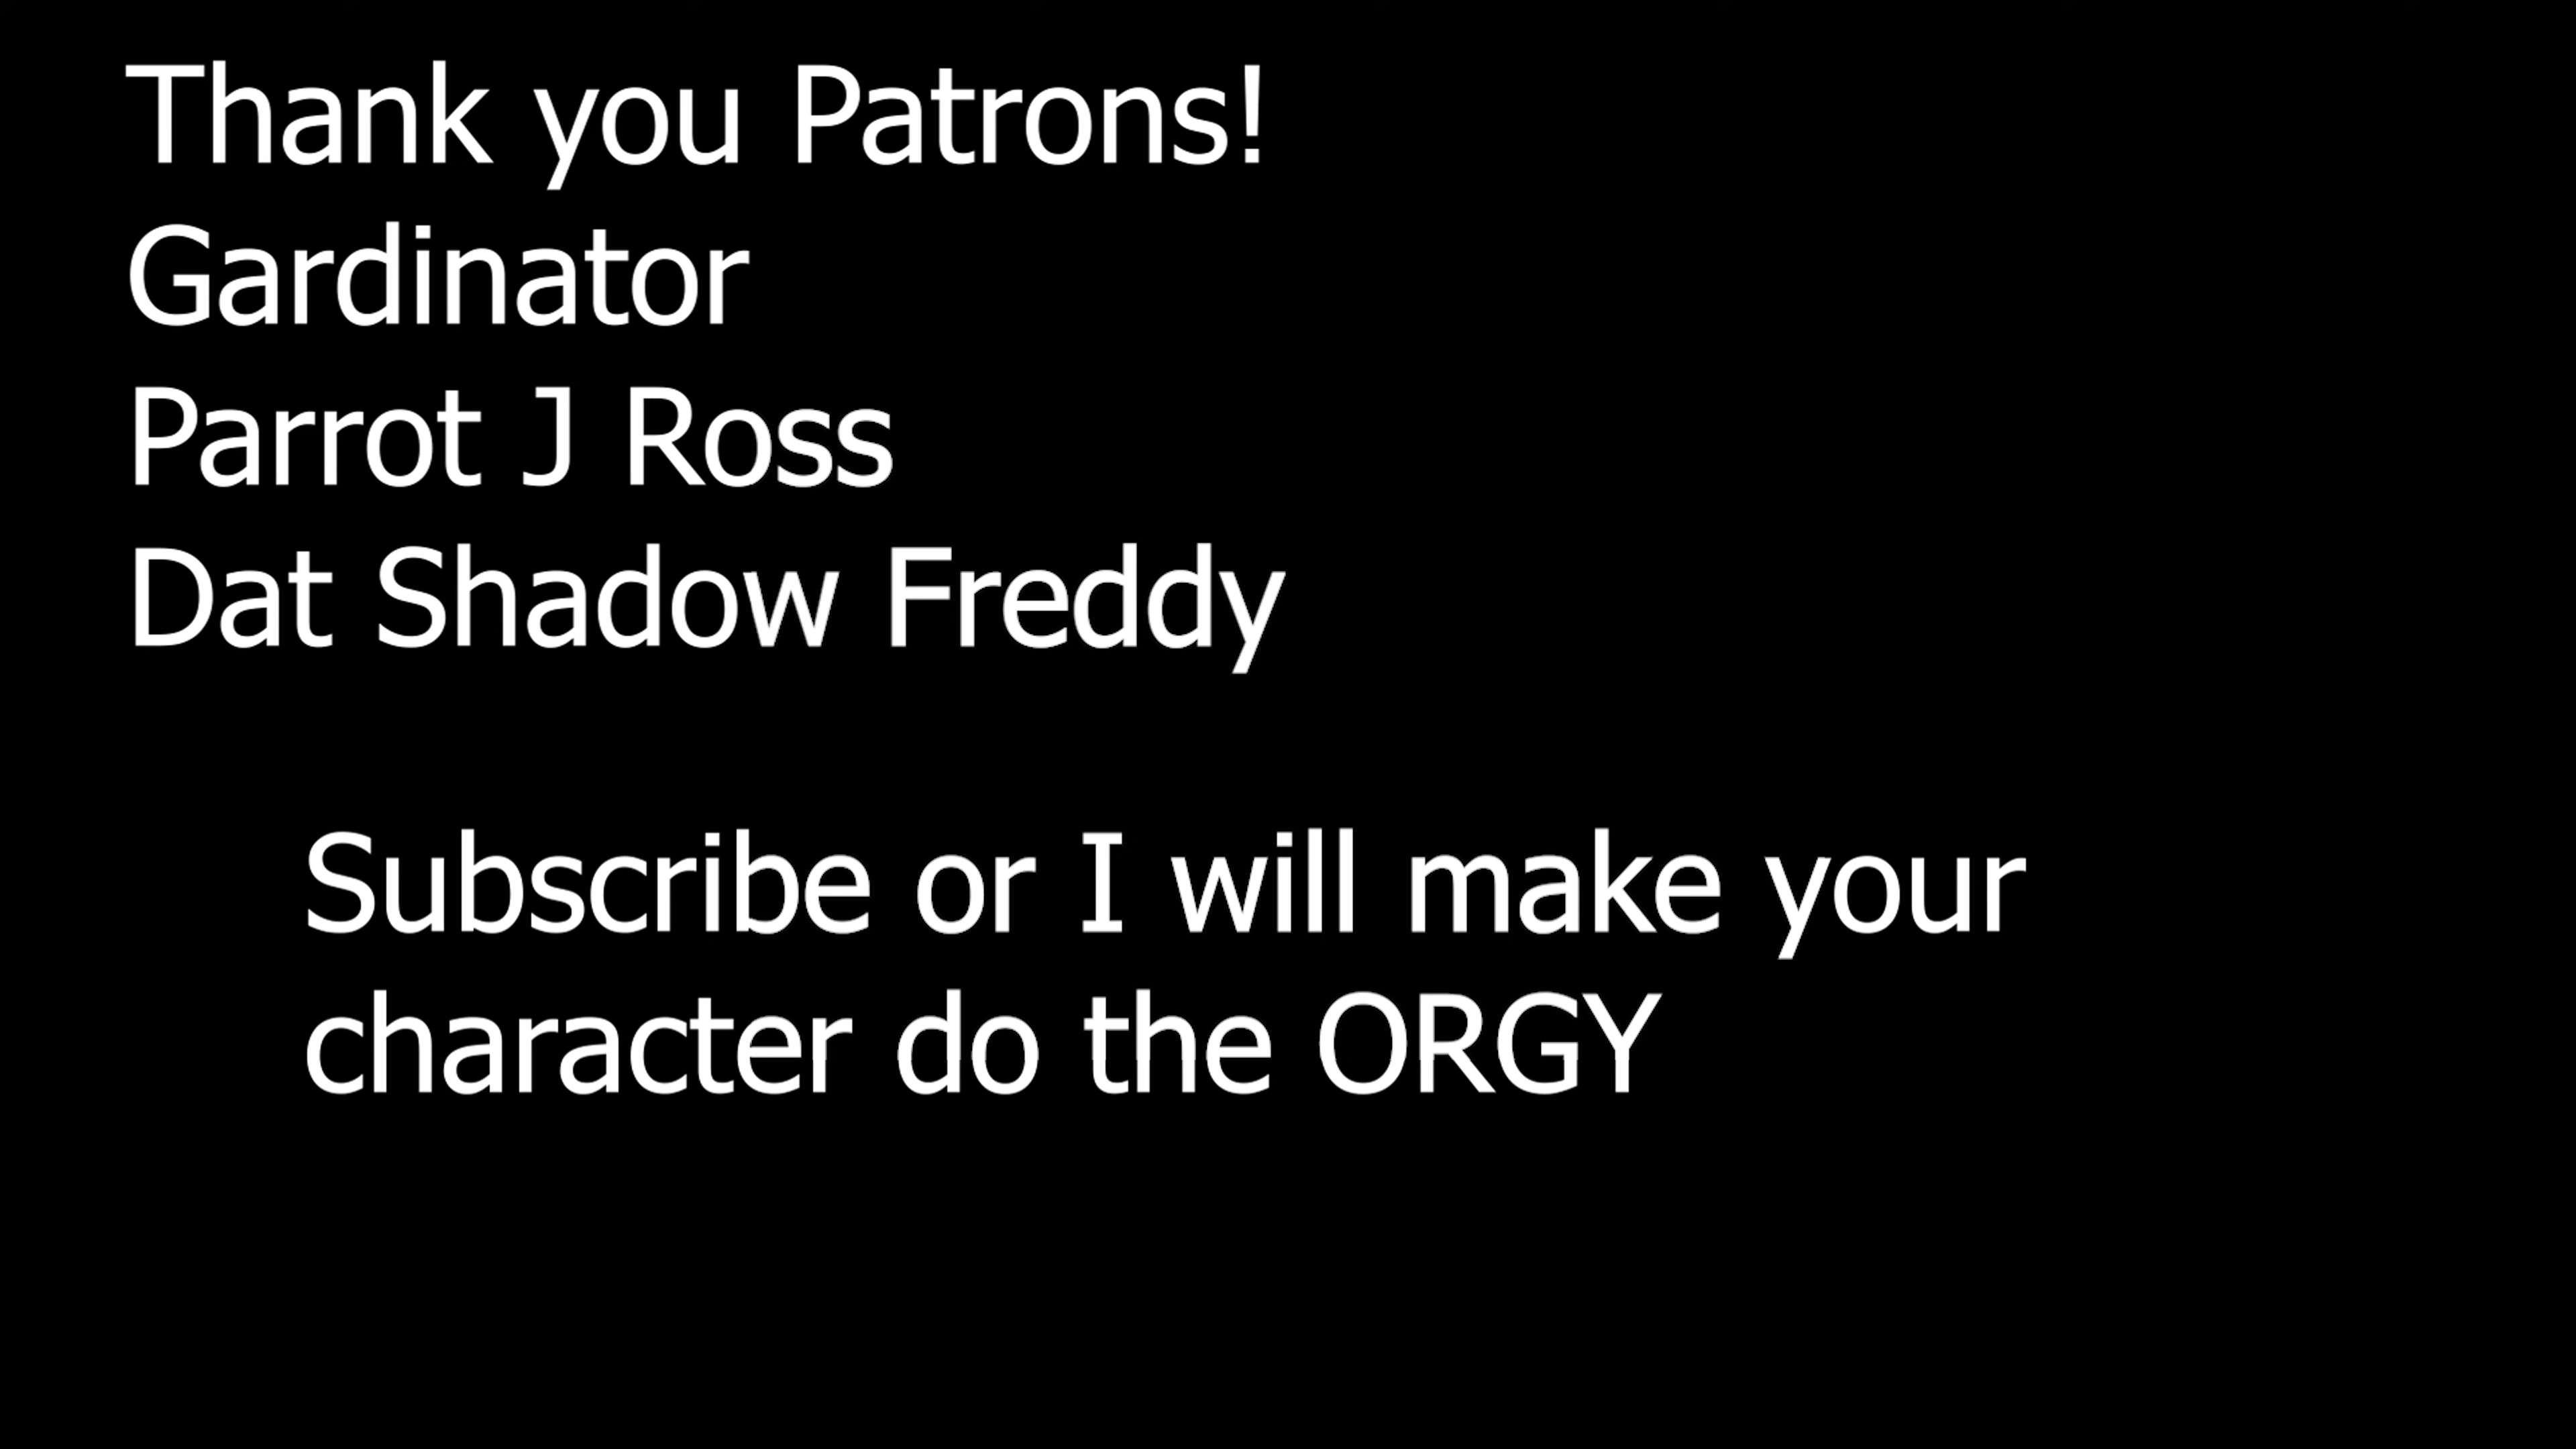 Thank you Patrons!
Gardinator
Parrot J Ross
Dat Shadow Freddy
Subscribe or I will make your
character do the ORGY